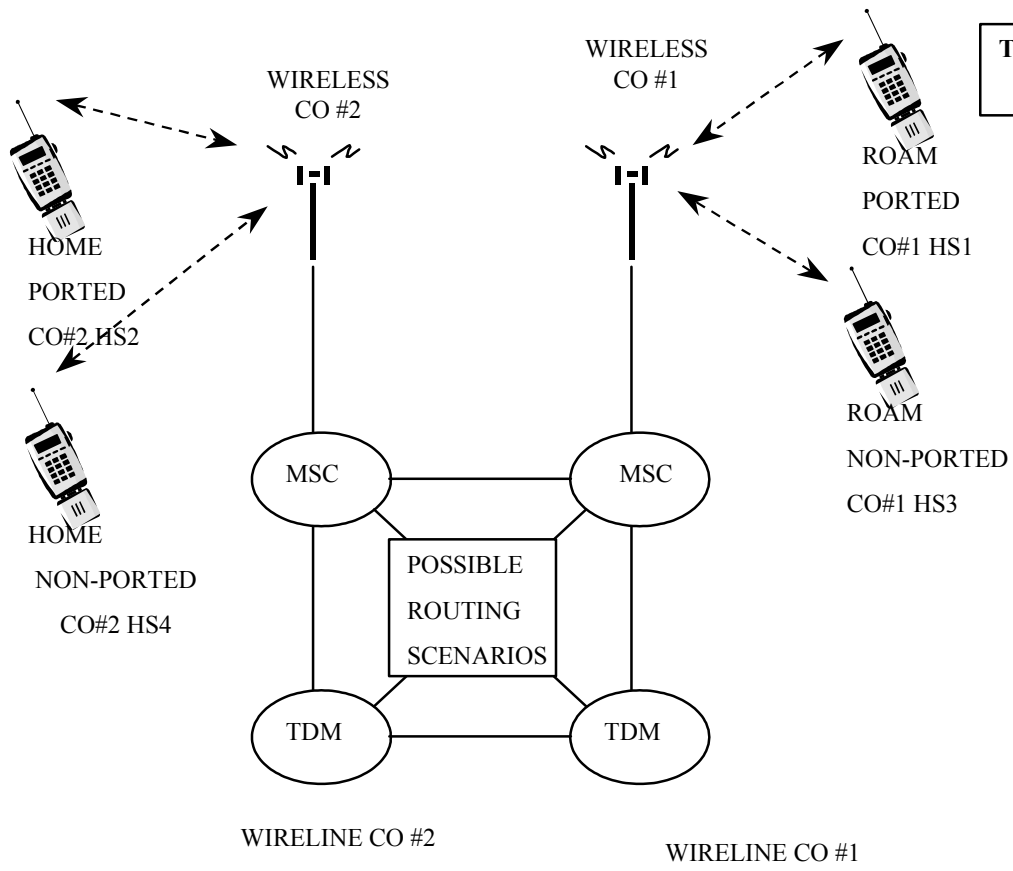 WIRELESS
CO #2
WIRELESS
CO #1
T
HOME
PORTED
CO#2 HS2
ROAM
PORTED
CO#1 HS1
HOME
NON-PORTED
CO#2 HS4
ROAM
NON-PORTED
CO#1 HS3
MSC
MSC
POSSIBLE
ROUTING
SCENARIOS
TDM
TDM
WIRELINE CO #2
WIRELINE CO #1